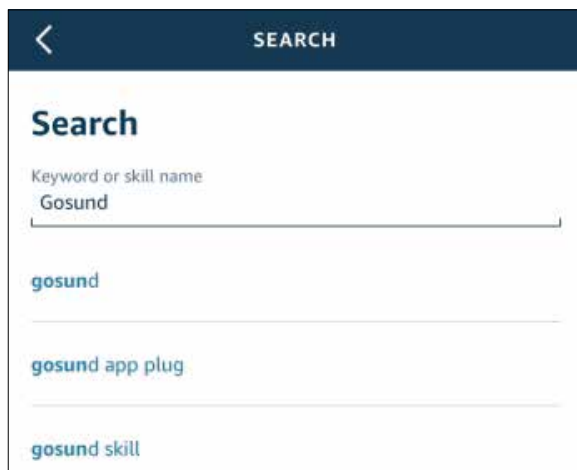 SEARCH
Search
Keyword or skill name
Gosund
gosund
gosund app plug
gosund skill